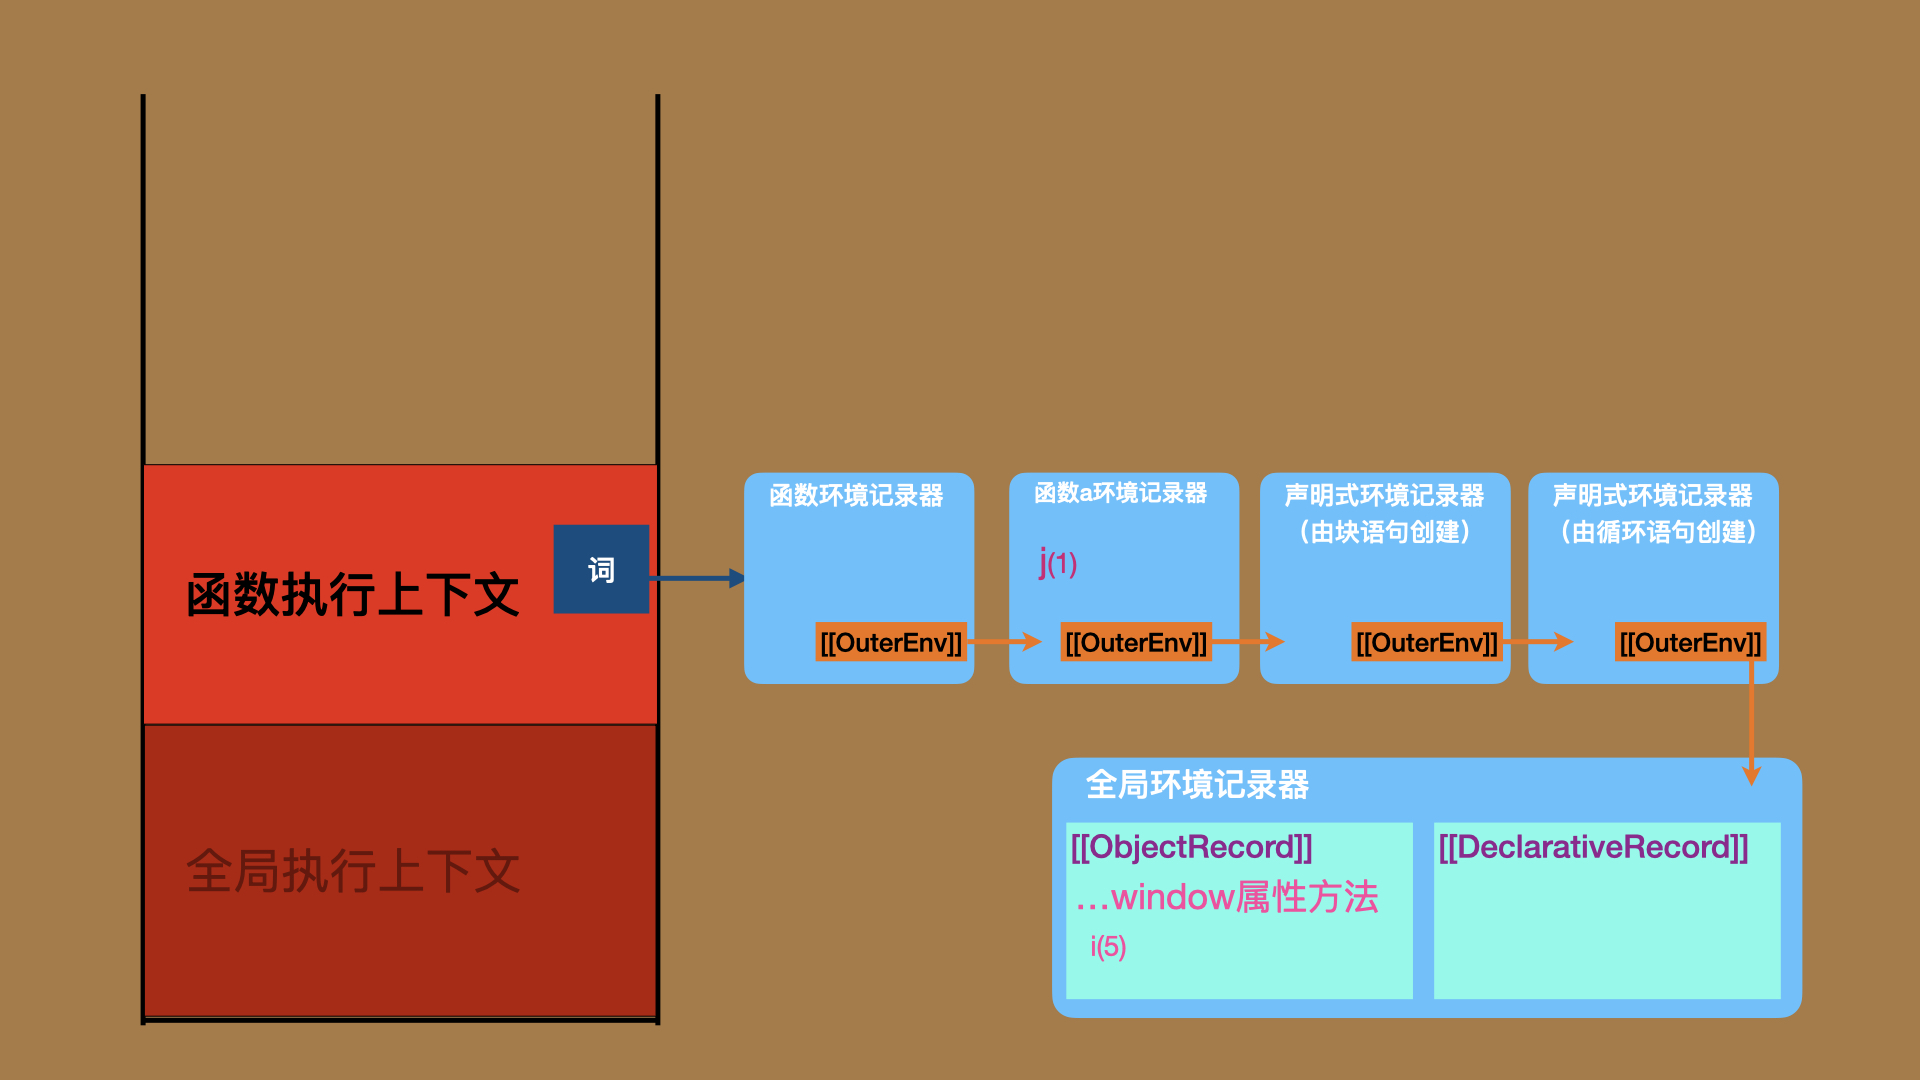 函数执行上下文
词
全局执行上下文
函数环境记录器
[[OuterEnv]]
函数a环境记录器
j(1)
[[OuterEnv]]
声明式环境记录器
（由块语句创建）
[[OuterEnv]]
声明式环境记录器
（由循环语句创建）
[[OuterEnv]]
全局环境记录器
[[ObjectRecord]]
...window属性方法
i(5)
[[DeclarativeRecord]]